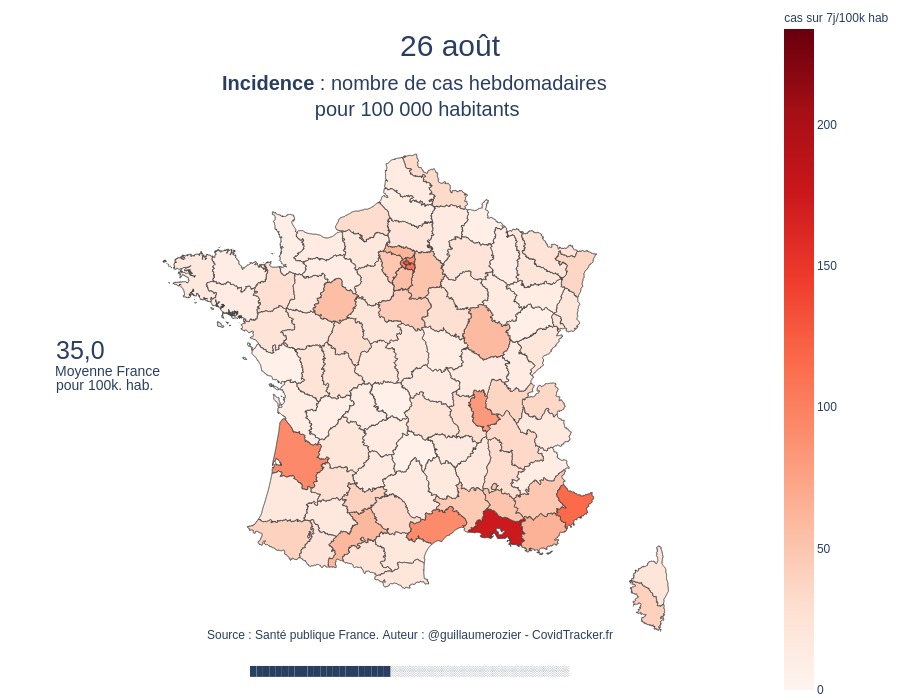 cas sur 7j/100k hab
26 août
Incidence : nombre de cas hebdomadaires
pour 100 000 habitants
200
150
35,0
Moyenne France
pour 100k. hab.
100
50
Source : Santé publique France. Auteur : @guillaumerozier - CovidTracker.fr
0